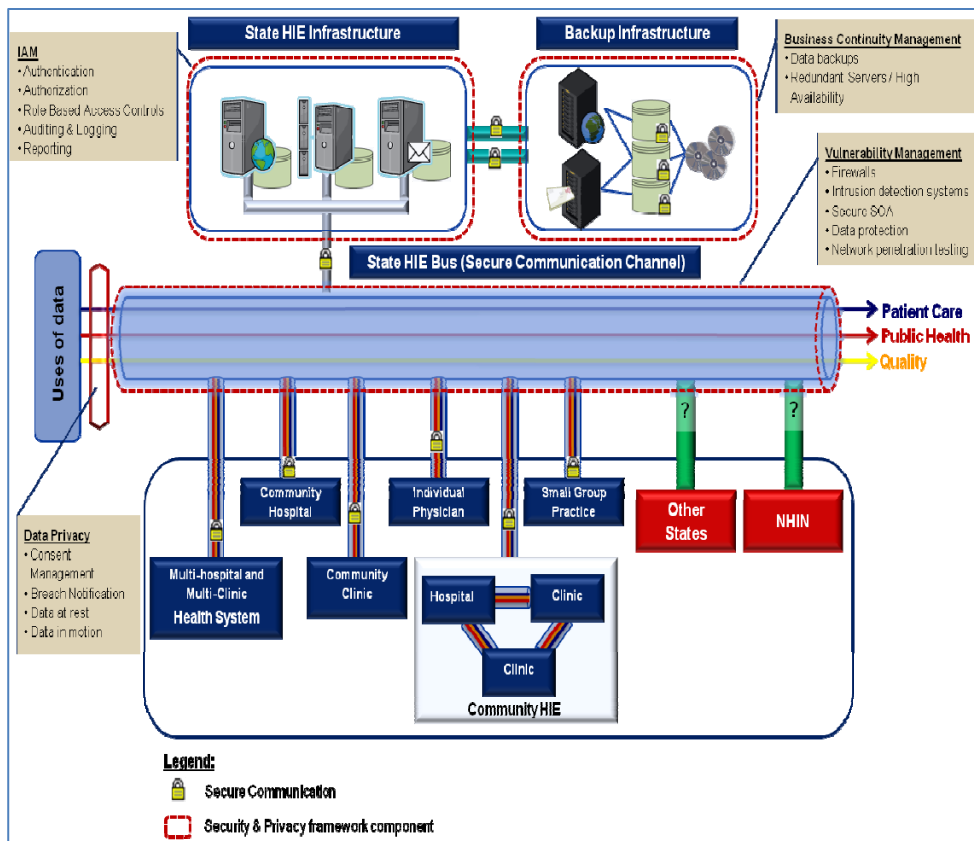 State HIE Infrastructure
Backup Infrastructure
IAM
• Authentication
• Authorization
• Role Based Access Controls
• Auditing & Logging
• Reporting
Business Continuity Management
• Data backups
• Redundant Servers / High
Availability
Vulnerability Management
• Firewalls
• Intrusion detection systems
• Secure SOA
• Data protection
• Network penetration testing
State HIE Bus (Secure Communication Channel)
Uses of data
Patient Care
Public Health
Quality
?
?
Community
Hospital
Individual
Physician
Small Group
Practice
Other
States
NHIN
Data Privacy
• Consent
Management
• Breach Notification
• Data at rest
• Data in motion
Multi-hospital and
Multi-Clinic
Health System
Community
Clinic
Hospital
Clinic
Clinic
Community HIE
Legend:
Secure Communication
Security & Privacy framework component